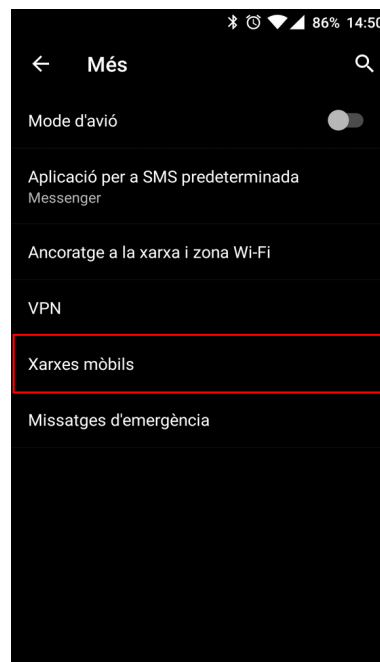 86% 14:50
Més
Mode d'avió
Aplicació per a SMS predeterminada
Messenger
Ancoratge a la xarxa i zona Wi-Fi
VPN
Xarxes mòbils
Missatges d'emergència